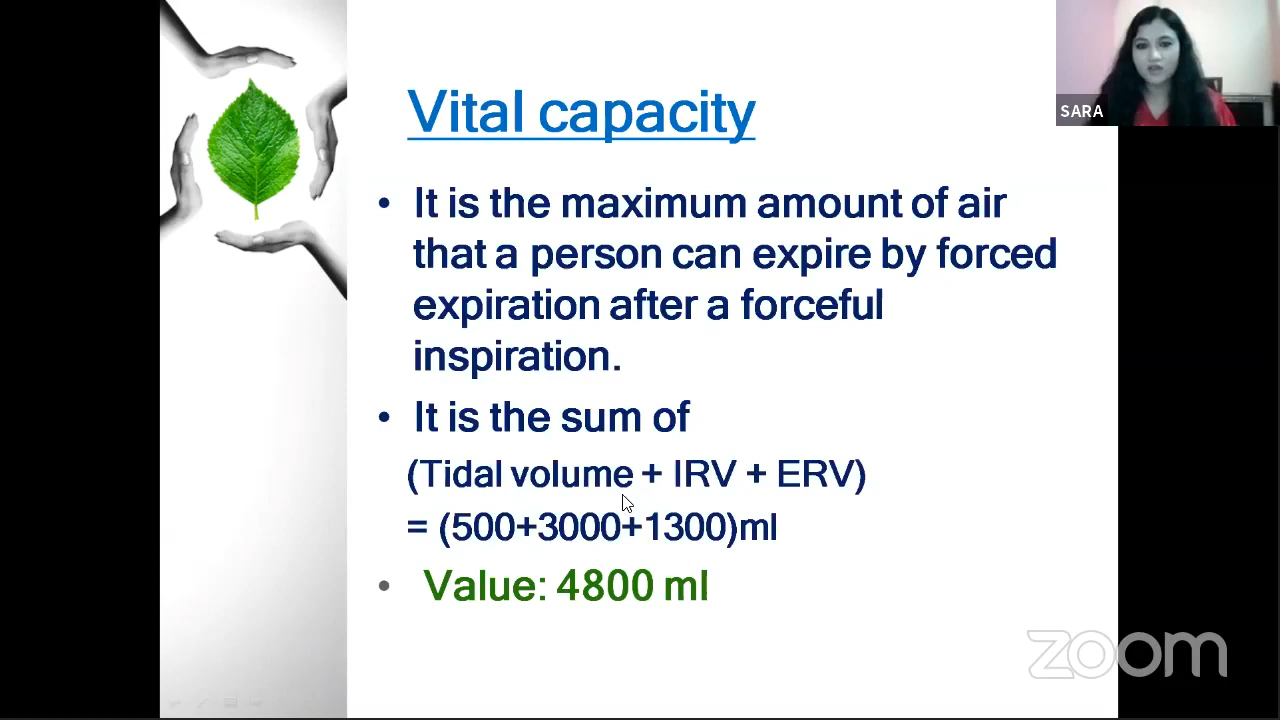 Vital capacity
SARA
• It is the maximum amount of air
that a person can expire by forced
expiration after a forceful
inspiration.
• It is the sum of
(Tidal volume + IRV + ERV)
= (500+3000+1300)ml
• Value: 4800 ml
zoom